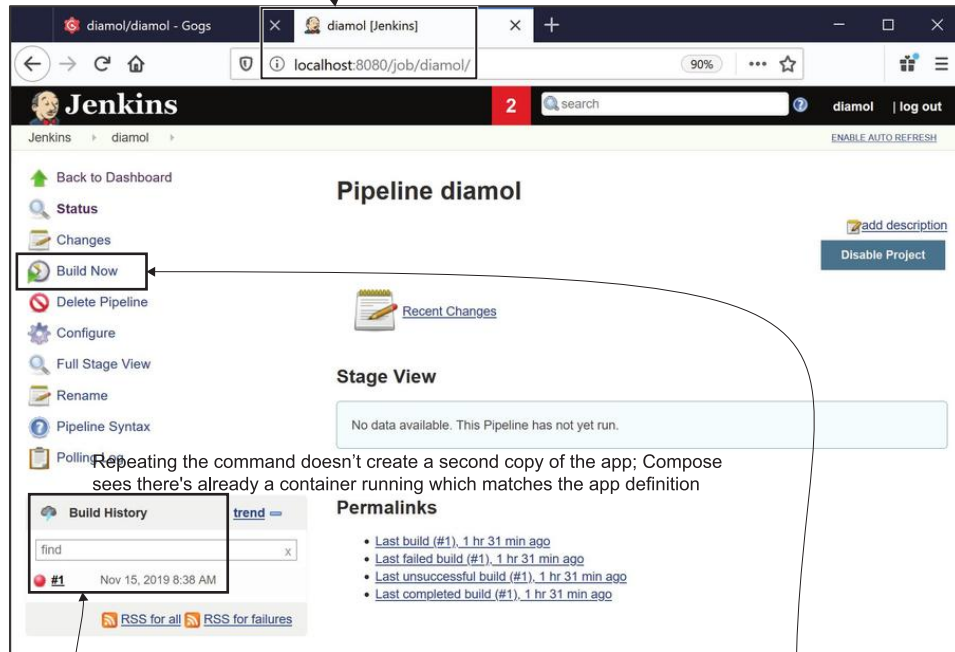 diamol/diamol - Gogs
diamol [Jenkins]
localhost:8080/job/diamol/
90%
Jenkins
2
search
diamol | log out
Jenkins diamol
ENABLE AUTO REFRESH
Back to Dashboard
Status
Changes
Build Now
Delete Pipeline
Configure
Full Stage View
Rename
Pipeline Syntax
Polling Log
Pipeline diamol
add description
Disable Project
Recent Changes
Stage View
No data available. This Pipeline has not yet run.
Repeating the command doesn’t create a second copy of the app; Compose
sees there's already a container running which matches the app definition
Build History
trend
find
x
#1 Nov 15, 2019 8:38 AM
RSS for all RSS for failures
Permalinks
Last build (#1), 1 hr 31 min ago
Last failed build (#1), 1 hr 31 min ago
Last unsuccessful build (#1), 1 hr 31 min ago
Last completed build (#1), 1 hr 31 min ago